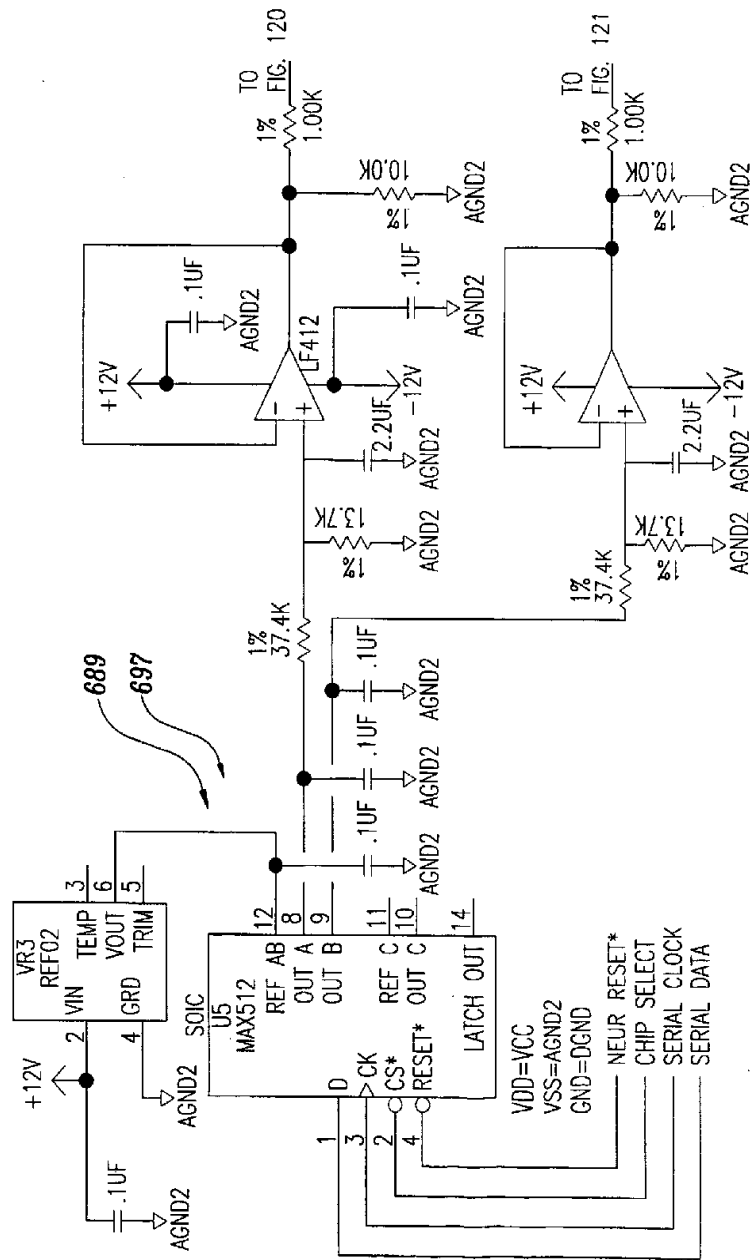 +12V
.1UF
AGND2
2
VIN
4
GRD
AGND2
VR3
REF02
TEMP
3
VOUT
6
TRIM
5
689
697
SOIC
U5
MAX512
1
D
3
CK
2
CS*
4
RESET*
REF AB
12
OUT A
8
OUT B
9
REF C
11
OUT C
10
LATCH OUT
14
VDD=VCC
VSS=AGND2
GND=DGND
NEUR RESET*
CHIP SELECT
SERIAL CLOCK
SERIAL DATA
.1UF
AGND2
.1UF
AGND2
.1UF
AGND2
1%
37.4K
13.7K
1%
AGND2
2.2UF
AGND2
+12V
.1UF
AGND2
-
+
LF412
-12V
.1UF
AGND2
10.0K
1%
AGND2
1%
1.00K
TO
FIG. 120
1%
37.4K
13.7K
1%
AGND2
2.2UF
AGND2
+12V
-
+
-12V
10.0K
1%
AGND2
1%
1.00K
TO
FIG. 121